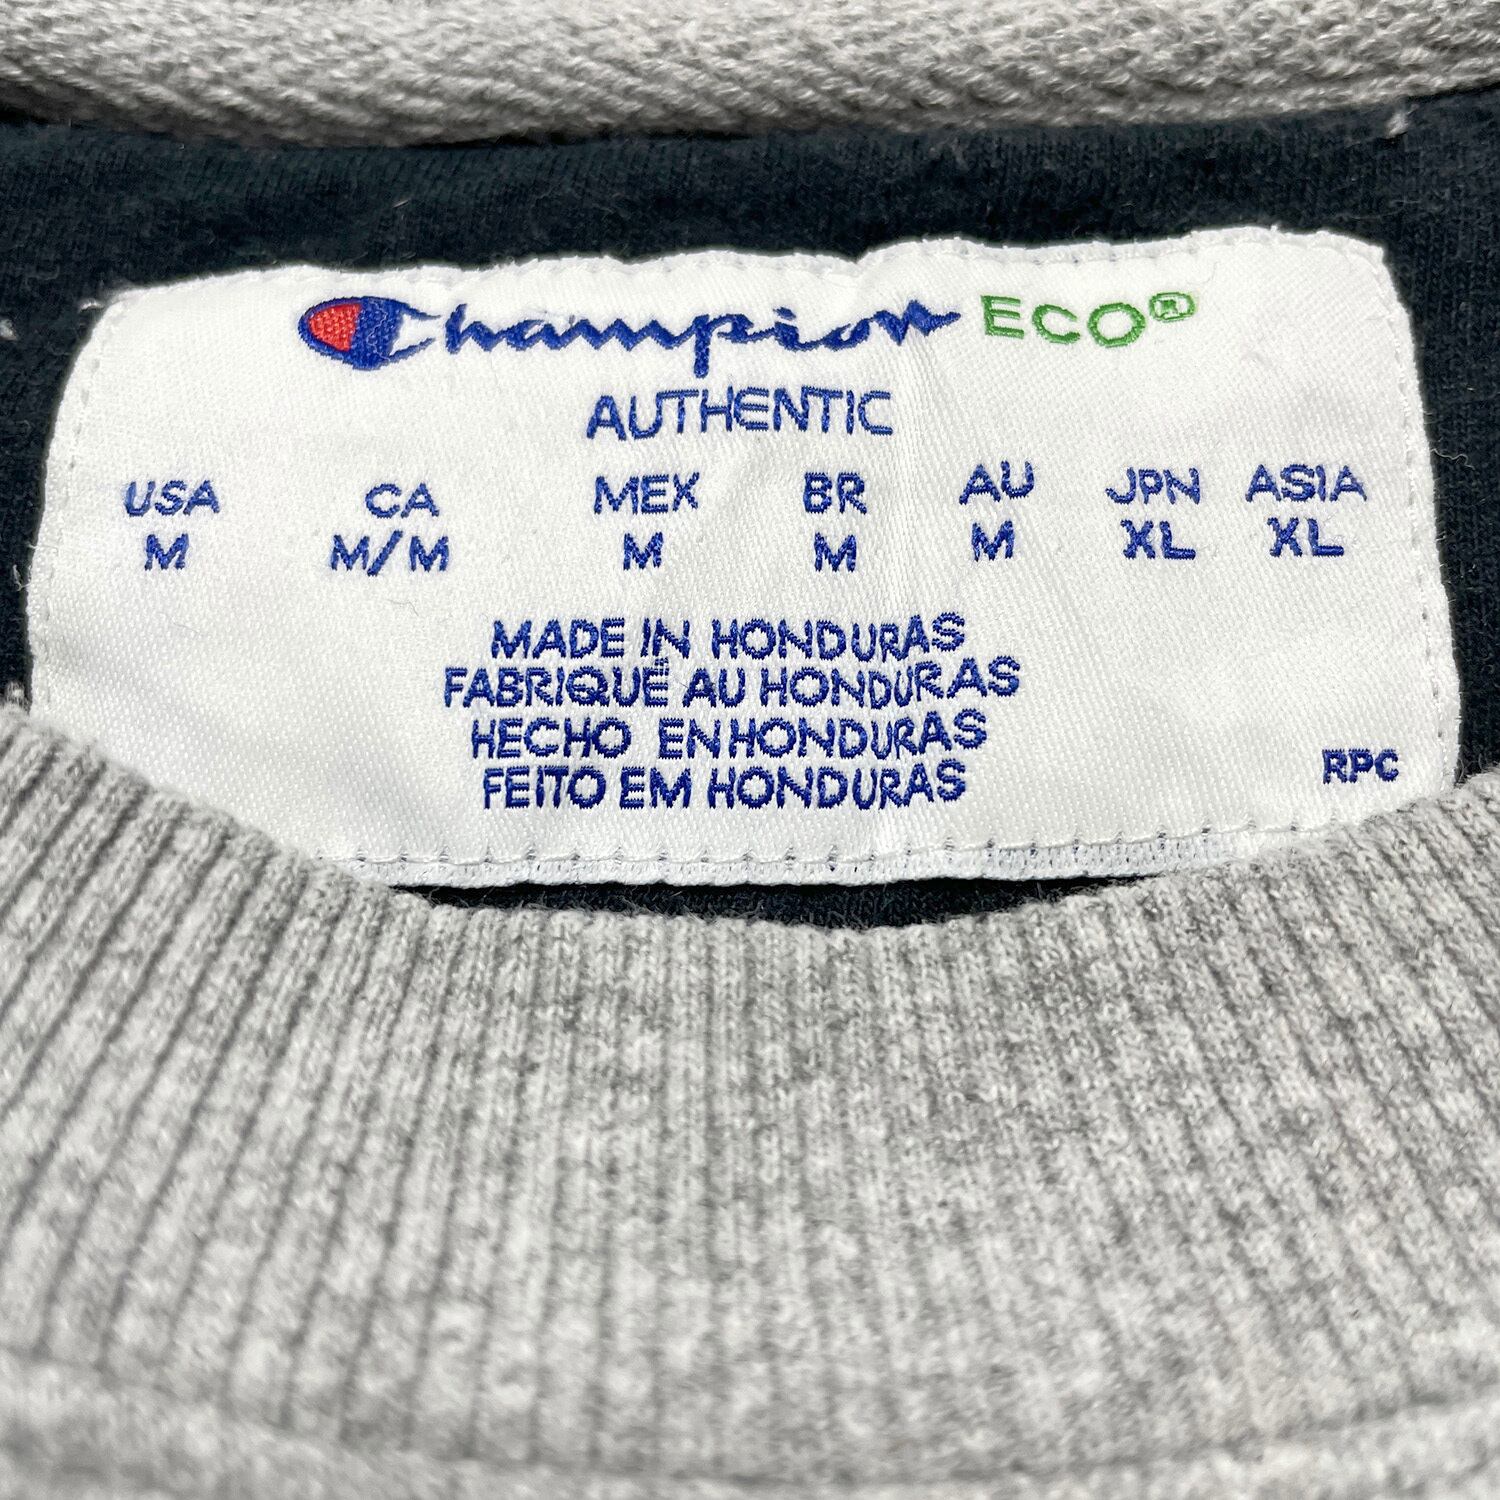 Champion ECO®
AUTHENTIC
USA CA MEX BR AU JPN ASIA
M M/M M M M XL XL
MADE IN HONDURAS
FABRIQUÉ AU HONDURAS
HECHO EN HONDURAS
FEITO EM HONDURAS
RPC